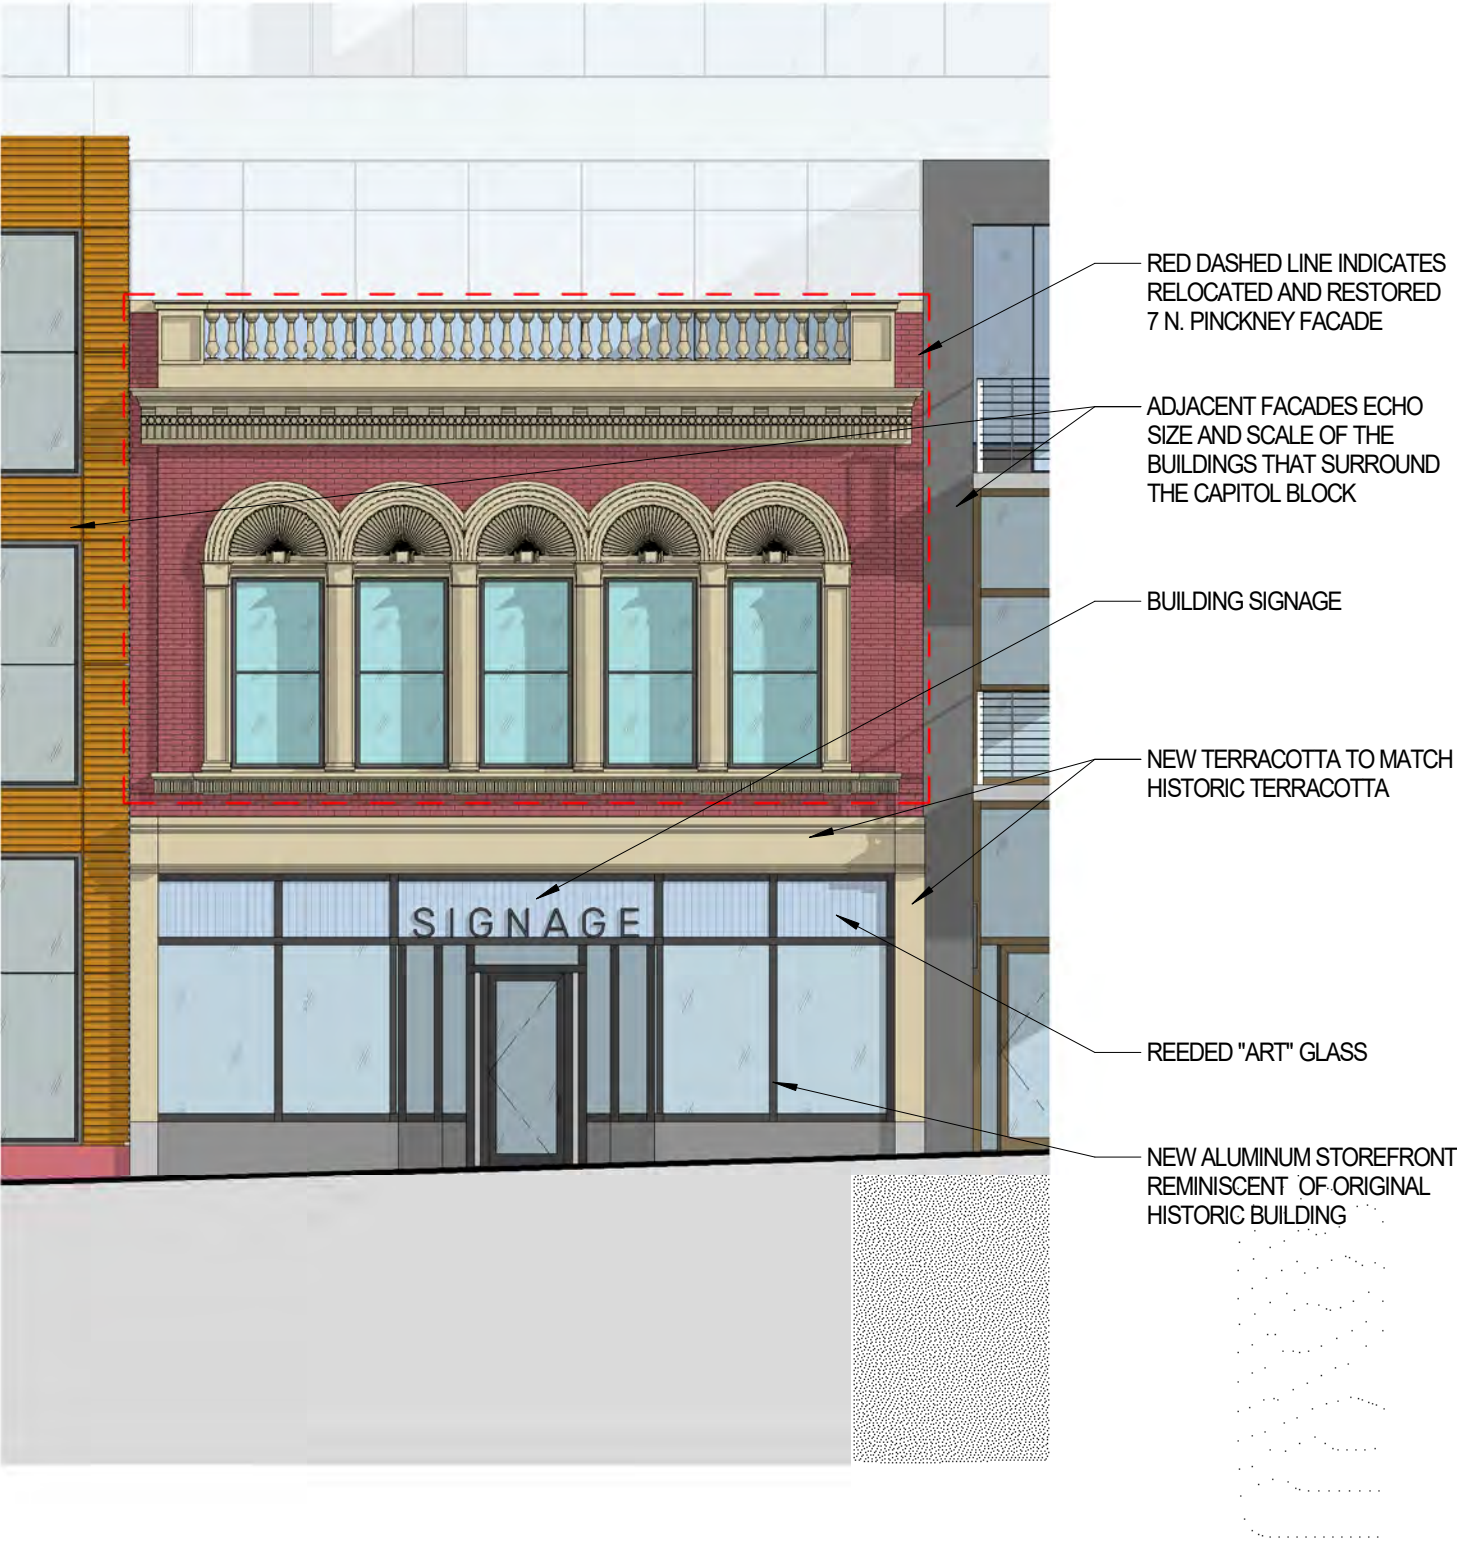 RED DASHED LINE INDICATES
RELOCATED AND RESTORED
7 N. PINCKNEY FACADE
ADJACENT FACADES ECHO
SIZE AND SCALE OF THE
BUILDINGS THAT SURROUND
THE CAPITOL BLOCK
BUILDING SIGNAGE
NEW TERRACOTTA TO MATCH
HISTORIC TERRACOTTA
SIGNAGE
REEDED "ART" GLASS
NEW ALUMINUM STOREFRONT
REMINISCENT OF ORIGINAL
HISTORIC BUILDING